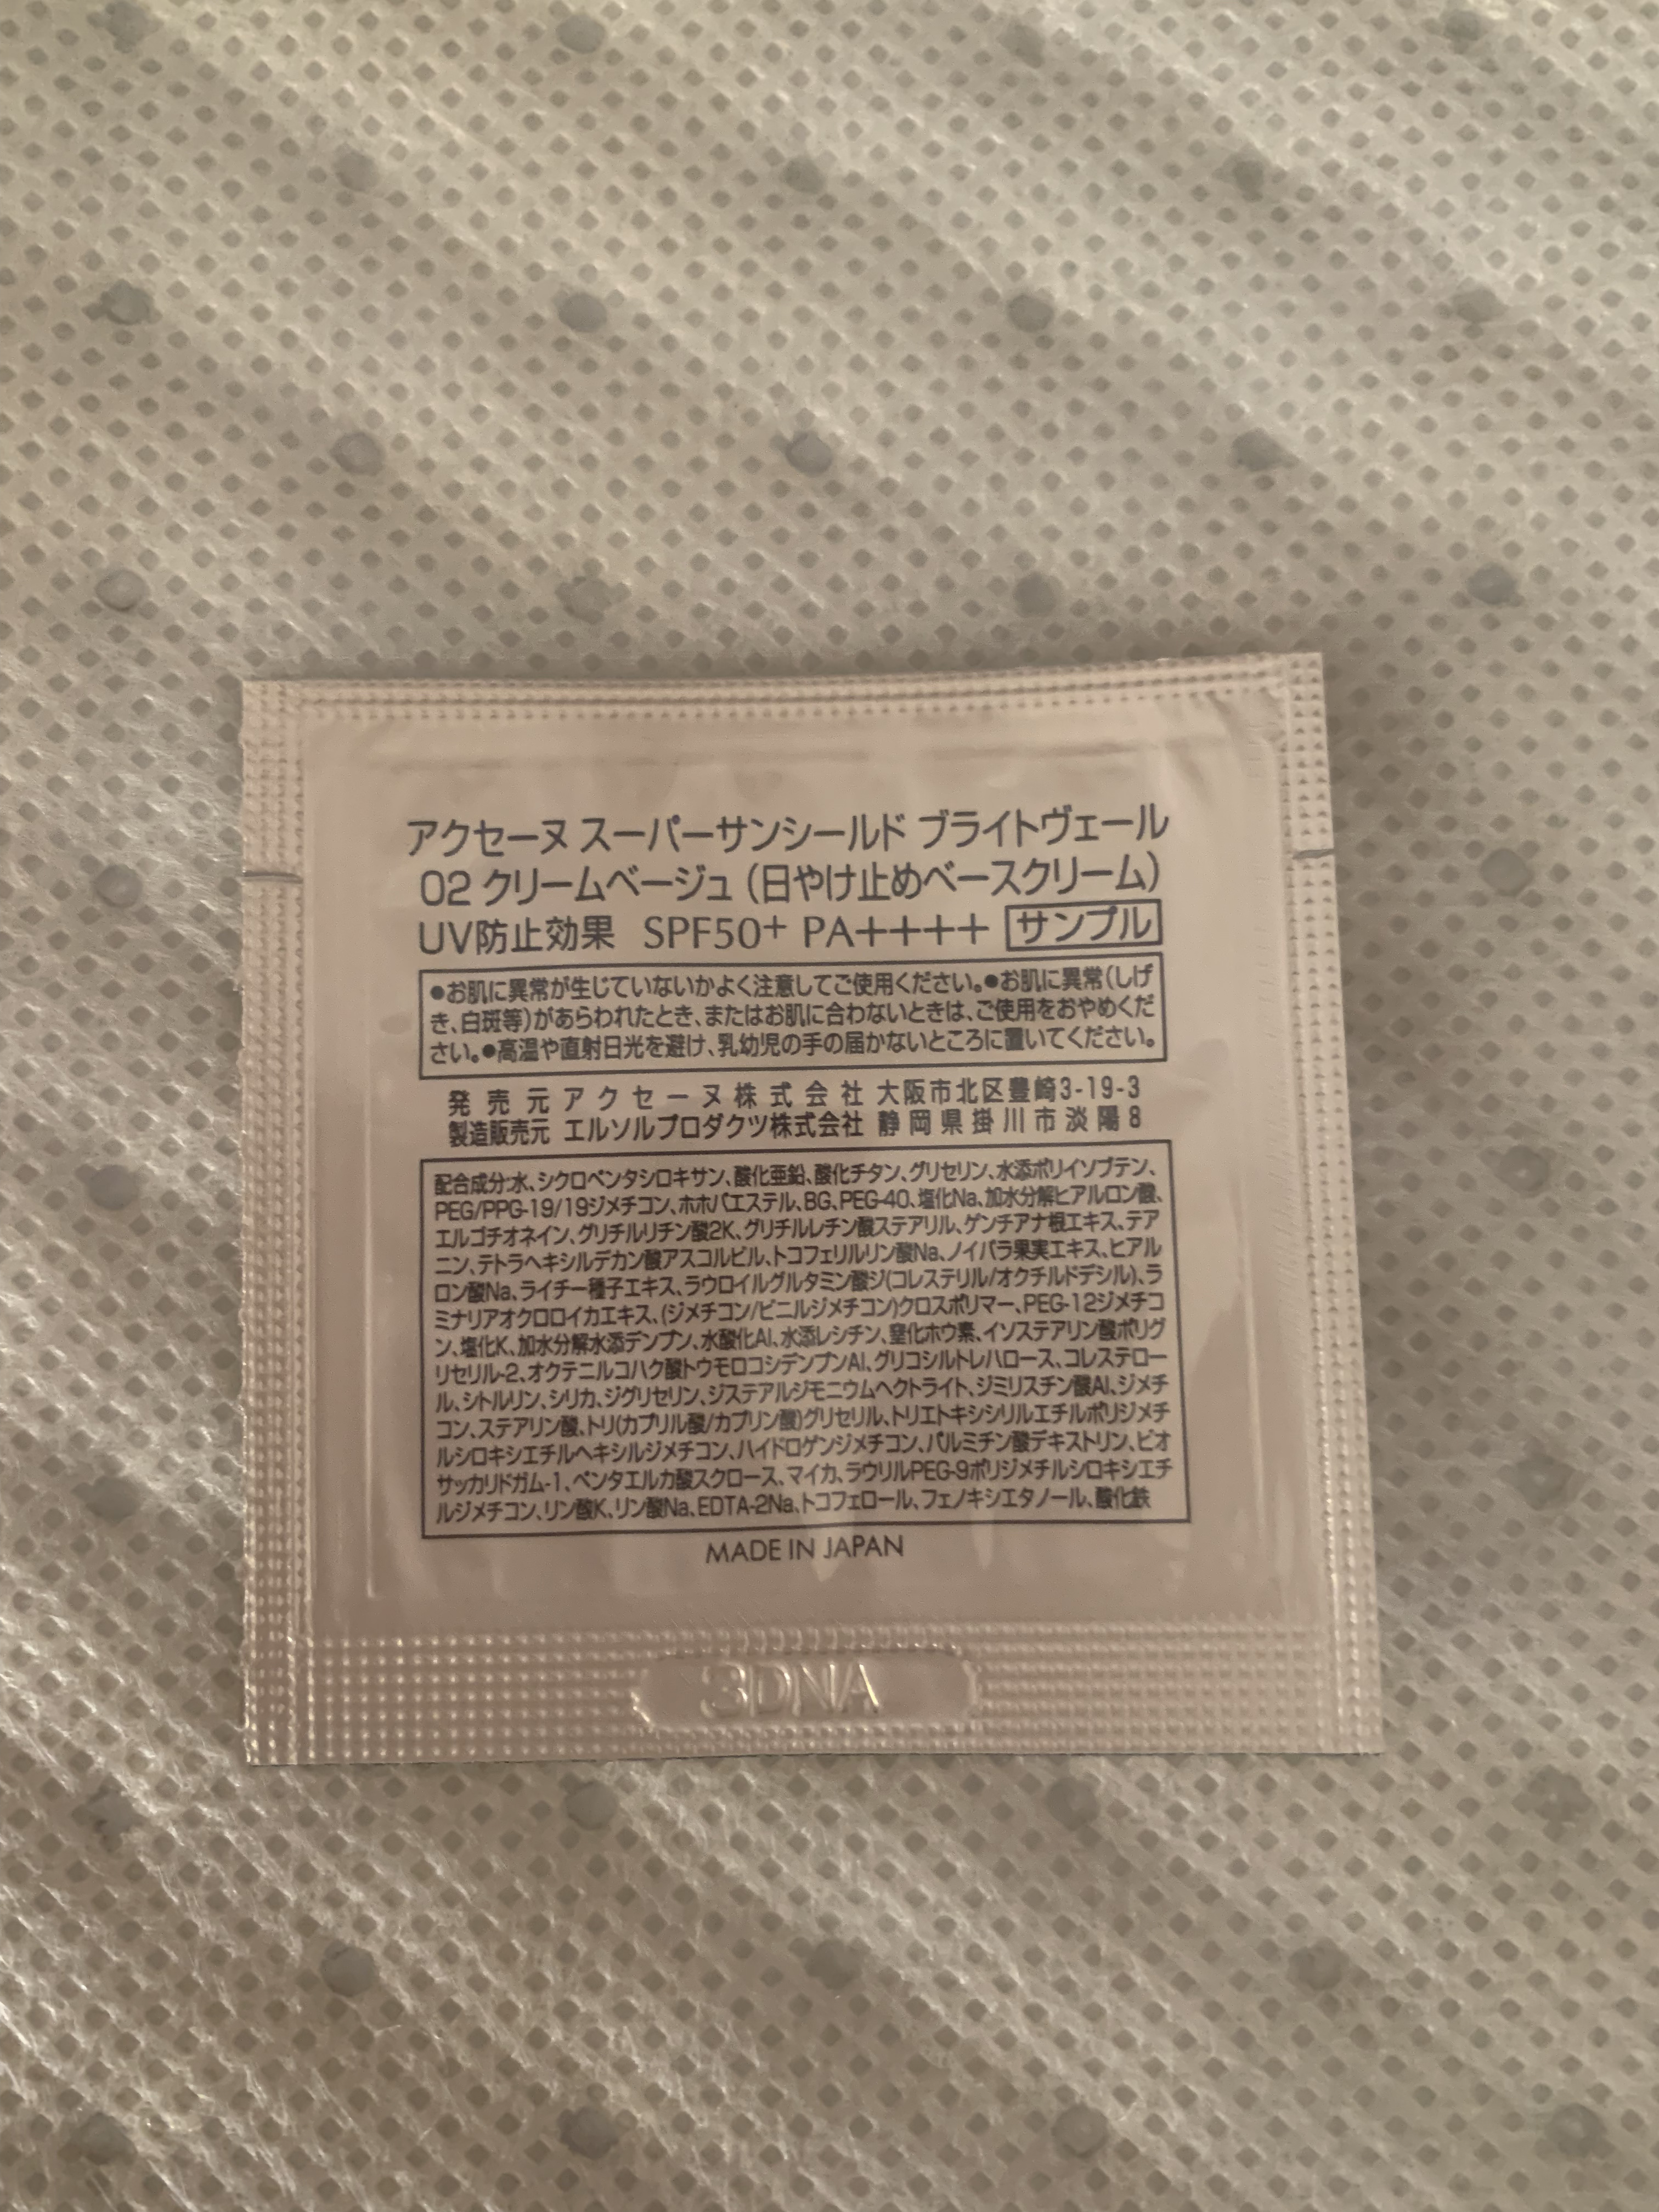 アクセーヌ スーパーサンシールド ブライトヴェール
02 クリームベージュ（日やけ止めベースクリーム）
UV防止効果 SPF50+ PA++++ サンプル
●お肌に異常が生じていないかよく注意してご使用ください。●お肌に異常（しげ
き、白斑等）があらわれたとき、またはお肌に合わないときは、ご使用をおやめくだ
さい。●高温や直射日光を避け、乳幼児の手の届かないところに置いてください。
発売元 アクセーヌ株式会社 大阪市北区豊崎3-19-3
製造販売元 エルソルプロダクツ株式会社 静岡県掛川市淡陽8
配合成分:水、シクロペンタシロキサン、酸化亜鉛、酸化チタン、グリセリン、水添ポリイソブテン、
PEG/PPG-19/19ジメチコン、ホホバエステル、BG、PEG-40、塩化Na、加水分解ヒアルロン酸、
エルゴチオネイン、グリチルリチン酸2K、グリチルレチン酸ステアリル、ゲンチアナ根エキス、テア
ニン、テトラヘキシルデカン酸アスコルビル、トコフェリルリン酸Na、ノイバラ果実エキス、ヒアル
ロン酸Na、ライチー種子エキス、ラウロイルグルタミン酸ジ(コレステリル/オクチルドデシル)、ラ
ミナリアオクロロイカエキス、(ジメチコン/ビニルジメチコン)クロスポリマー、PEG-12ジメチコ
ン、塩化K、加水分解水添デンプン、水酸化Al、水添レシチン、窒化ホウ素、イソステアリン酸ポリグ
リセリル-2、オクテニルコハク酸トウモロコシデンプンAl、グリコシルトレハロース、コレステロー
ル、シトルリン、シリカ、ジグリセリン、ジステアルジモニウムヘクトライト、ジミリスチン酸Al、ジメチ
コン、ステアリン酸、トリ(カプリル酸/カプリン酸)グリセリル、トリエトキシシリルエチルポリジメチ
ルシロキシエチルヘキシルジメチコン、ハイドロゲンジメチコン、パルミチン酸デキストリン、ビオ
サッカリドガム-1、ペンタエルカ酸スクロース、マイカ、ラウリルPEG-9ポリジメチルシロキシエチ
ルジメチコン、リン酸K、リン酸Na、EDTA-2Na、トコフェロール、フェノキシエタノール、酸化鉄
MADE IN JAPAN
3DNA